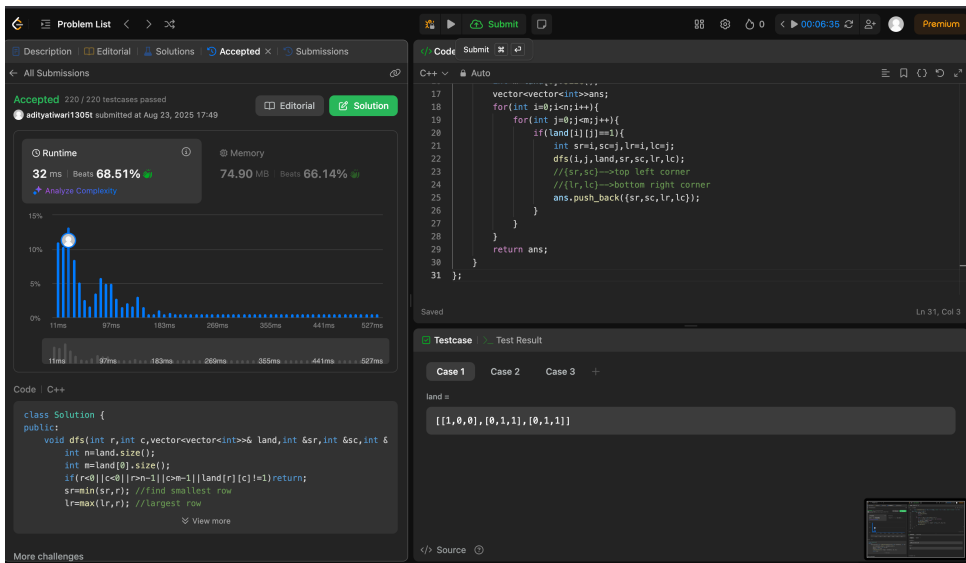 Problem List
Submit
0
00:06:35
Premium
Description | Editorial | Solutions | Accepted × | Submissions
All Submissions
Accepted 220 / 220 testcases passed
Editorial
Solution
adityatiwari1305t submitted at Aug 23, 2025 17:49
Runtime
Memory
32 ms | Beats 68.51%
74.90 MB | Beats 66.14%
Analyze Complexity
15%
10%
5%
0%
11ms 97ms 183ms 269ms 355ms 441ms 527ms
11ms 97ms 183ms 269ms 355ms 441ms 527ms
Code | C++
class Solution {
public:
void dfs(int r,int c,vector<vector<int>>& land,int &sr,int &sc,int &
int n=land.size();
int m=land[0].size();
if(r<0||c<0||r>n-1||c>m-1||land[r][c]!=1)return;
sr=min(sr,r); //find smallest row
lr=max(lr,r); //largest row
View more
More challenges
</> Code
Submit ⌘ ⏎
C++ Auto
17 vector<vector<int>>ans;
18 for(int i=0;i<n;i++){
19 for(int j=0;j<m;j++){
20 if(land[i][j]==1){
21 int sr=i,sc=j,lr=i,lc=j;
22 dfs(i,j,land,sr,sc,lr,lc);
23 //{sr,sc}-->top left corner
24 //{lr,lc}-->bottom right corner
25 ans.push_back({sr,sc,lr,lc});
26 }
27 }
28 }
29 return ans;
30 }
31 };
Saved
Ln 31, Col 3
Testcase | >_ Test Result
Case 1 Case 2 Case 3 +
land =
[[1,0,0],[0,1,1],[0,1,1]]
</> Source